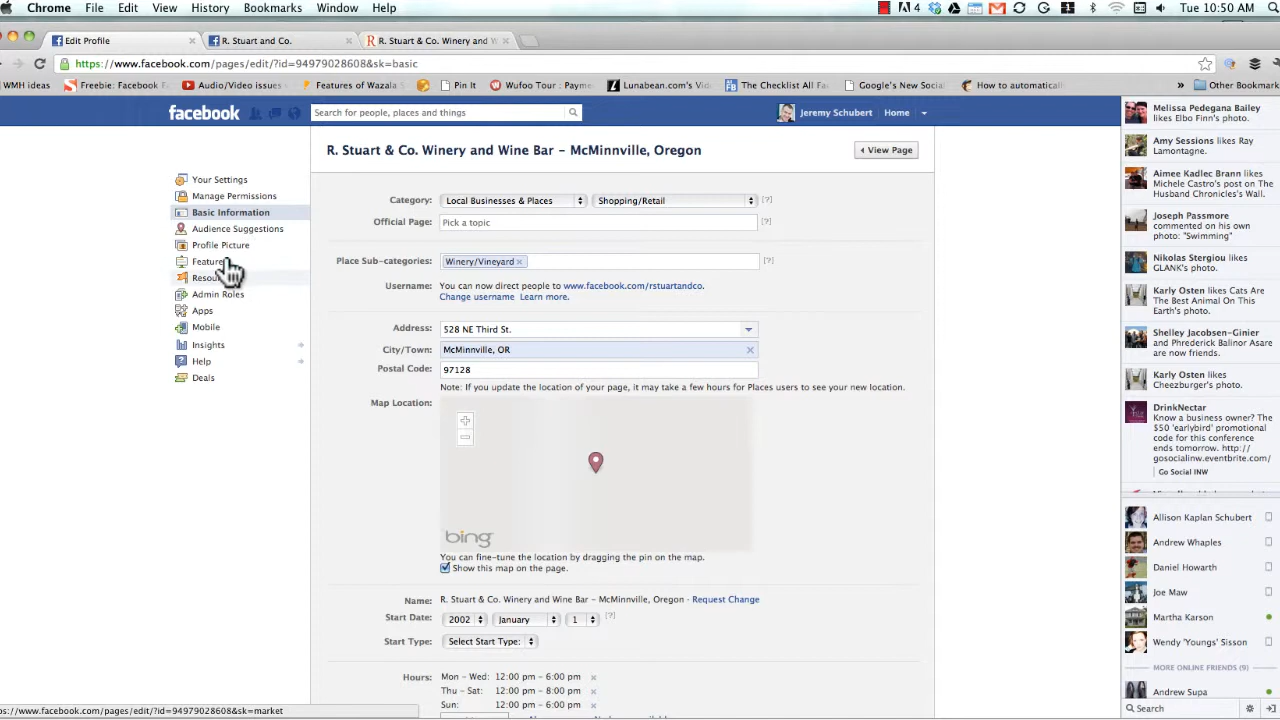 Chrome File Edit View History Bookmarks Window Help
4
Tue 10:50 AM
Edit Profile
R. Stuart and Co.
R. Stuart & Co. Winery and W
https://www.facebook.com/pages/edit/?id=94979028608&sk=basic
WMH ideas
Freebie: Facebook
Audio/Video issues
Features of Wazala
Pin It
Wufoo Tour : Payme
Lunabean.com's Vid
The Checklist All Fa
Google's New Social
How to automaticall
»
Other Bookmark
facebook
Search for people, places and things
Jeremy Schubert
Home
R. Stuart & Co. Winery and Wine Bar - McMinnville, Oregon
View Page
Your Settings
Manage Permissions
Basic Information
Audience Suggestions
Profile Picture
Admin Roles
Apps
Mobile
Insights
Help
Deals
Category: Local Businesses & Places Shopping/Retail [?]
Official Page: Pick a topic [?]
Place Sub-categories: Winery/Vineyard × [?]
Username: You can now direct people to www.facebook.com/rstuartandco.
Change username Learn more.
Address: 528 NE Third St.
City/Town: McMinnville, OR
Postal Code: 97128
Note: If you update the location of your page, it may take a few hours for Places users to see your new location.
Map Location:
bing
You can fine-tune the location by dragging the pin on the map.
Show this map on the page.
Name: R. Stuart & Co. Winery and Wine Bar - McMinnville, Oregon · Request Change
Start Date: 2002 January 1 [?]
Start Type: Select Start Type:
Hours: Mon - Wed: 12:00 pm - 6:00 pm
Thu - Sat: 12:00 pm - 8:00 pm
Sun: 12:00 pm - 6:00 pm
Melissa Pedegana Bailey
likes Elbo Finn's photo.
Amy Sessions likes Ray
Lamontagne.
Aimee Kadlec Brann likes
Michele Castro's post on The
Husband Chronicles's Wall.
Joseph Passmore
commented on his own
photo: "Swimming"
Nikolas Stergiou likes
GLANK's photo.
Karly Osten likes Cats Are
The Best Animal On This
Earth's photo.
Shelley Jacobsen-Ginier
and Phrederick Balinor Asare
are now friends.
Karly Osten likes
Cheezburger's photo.
DrinkNectar
Know a business owner? The
$50 'earlybird' promotional
code for this conference
ends tomorrow. http://
gosocialinw.eventbrite.com/
Go Social INW
Allison Kaplan Schubert
Andrew Whaples
Daniel Howarth
Joe Maw
Martha Karson
Wendy 'Youngs' Sisson
MORE ONLINE FRIENDS (9)
Andrew Supa
Search
ps://www.facebook.com/pages/edit/?id=94979028608&sk=market